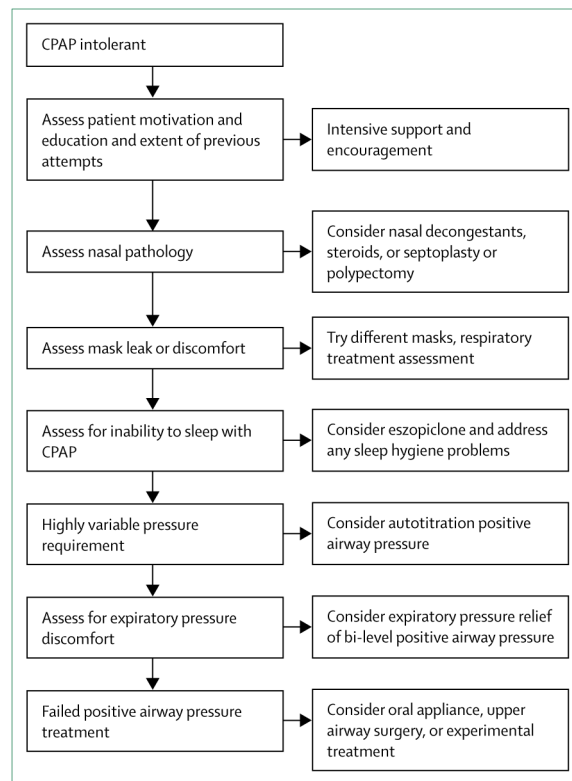 CPAP intolerant
Assess patient motivation and
education and extent of previous
attempts
Intensive support and
encouragement
Assess nasal pathology
Consider nasal decongestants,
steroids, or septoplasty or
polypectomy
Assess mask leak or discomfort
Try different masks, respiratory
treatment assessment
Assess for inability to sleep with
CPAP
Consider eszopiclone and address
any sleep hygiene problems
Highly variable pressure
requirement
Consider autotitration positive
airway pressure
Assess for expiratory pressure
discomfort
Consider expiratory pressure relief
of bi-level positive airway pressure
Failed positive airway pressure
treatment
Consider oral appliance, upper
airway surgery, or experimental
treatment